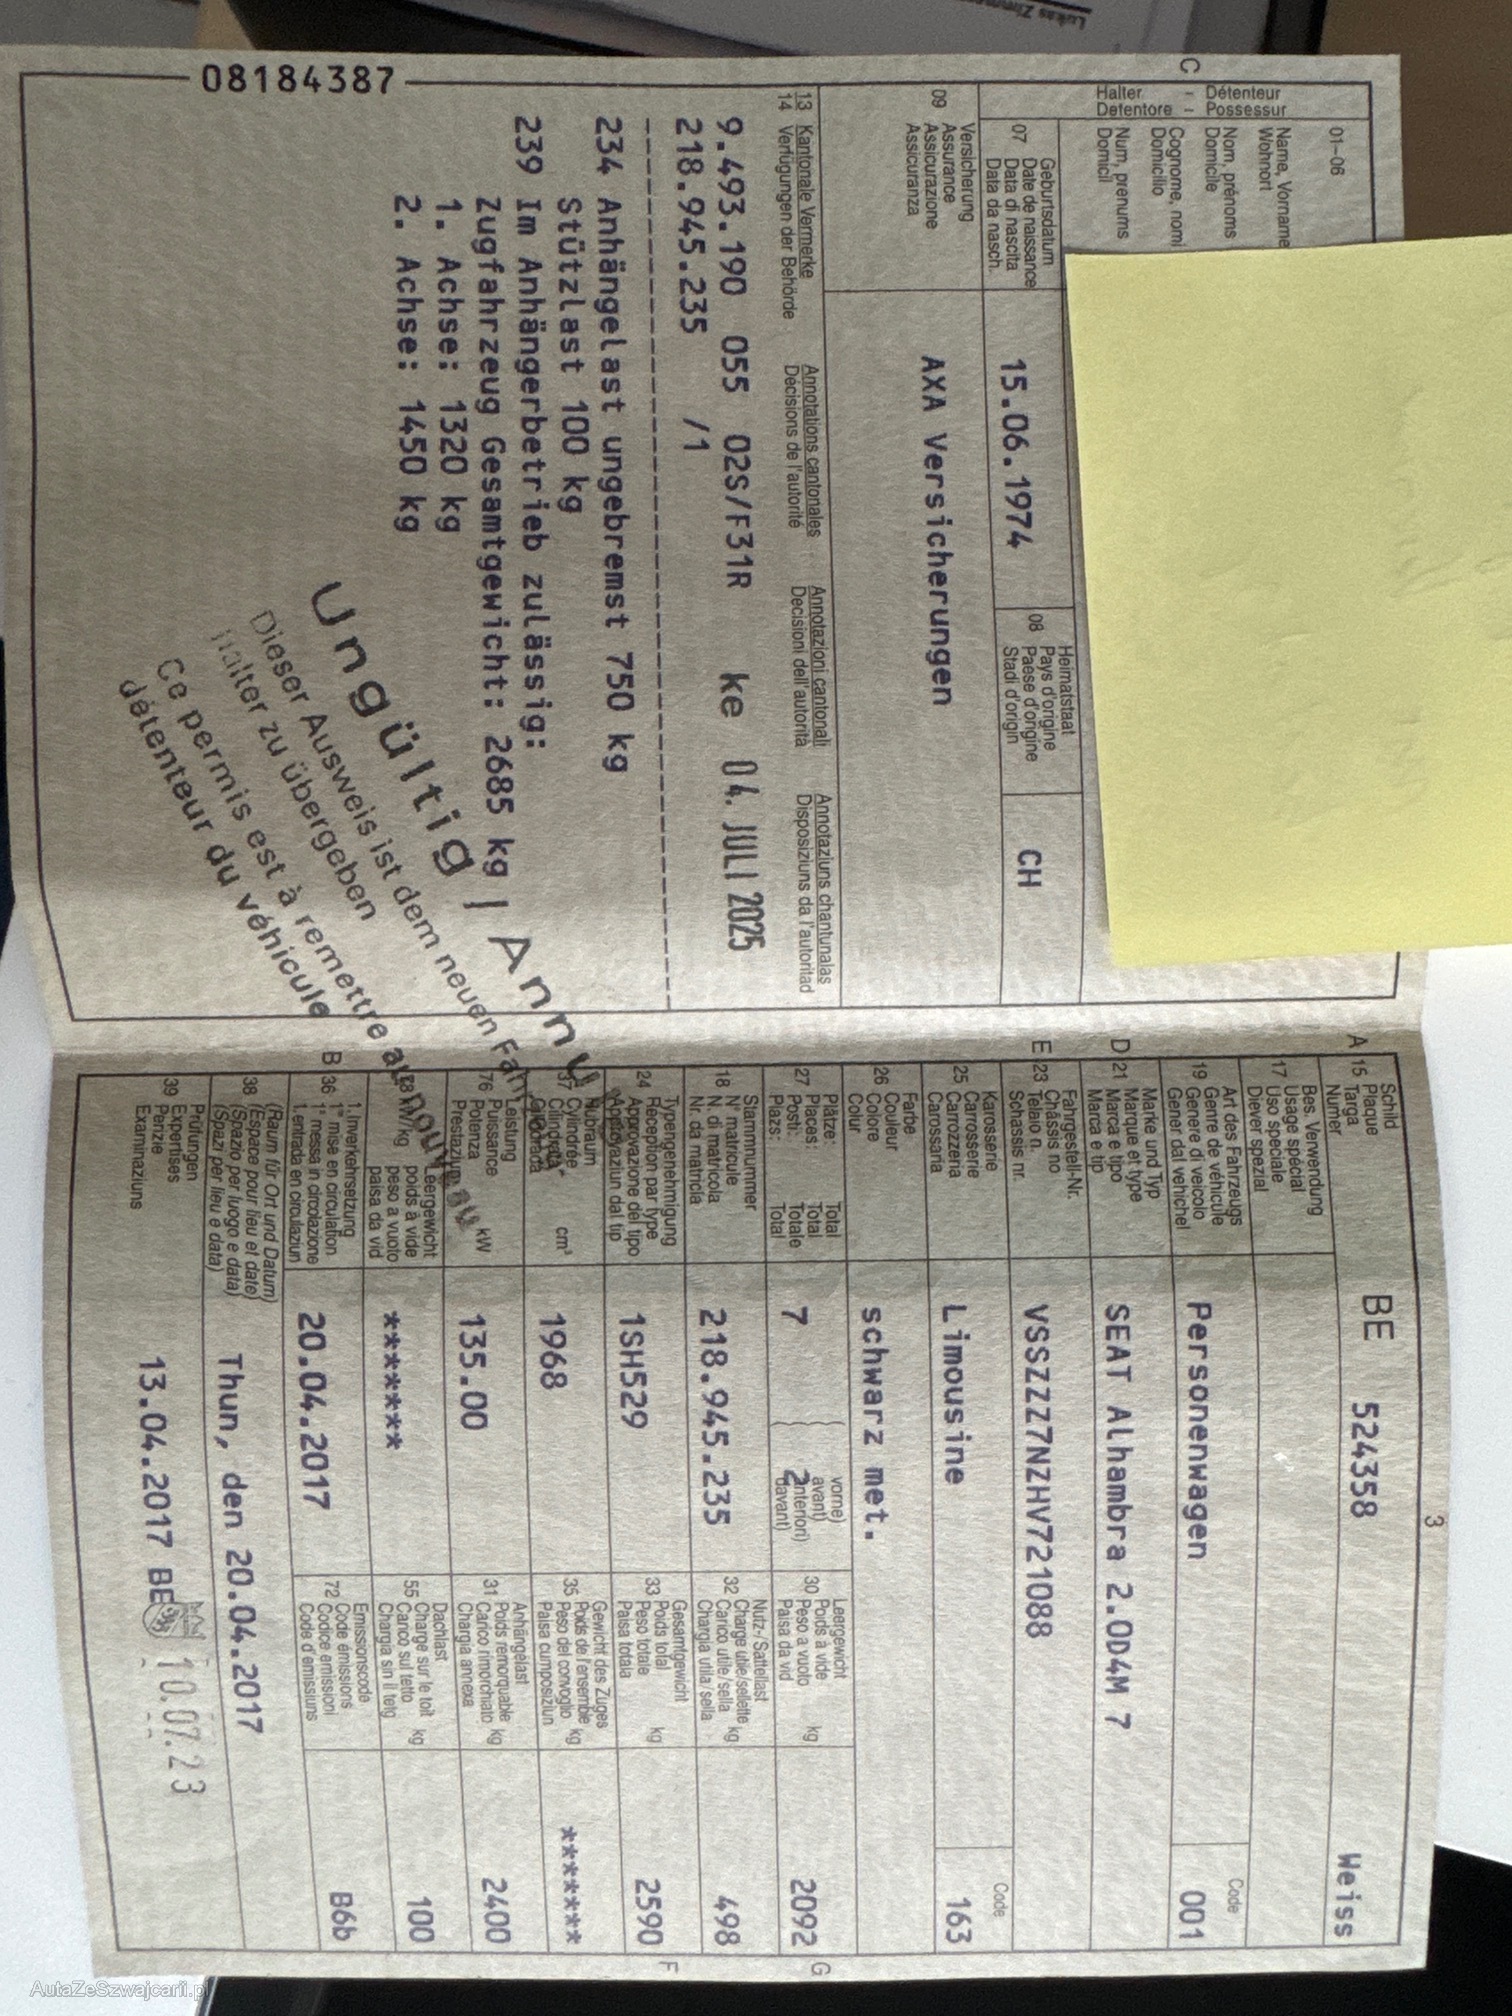 Lukas Zimm
08184387
C
Halter - Détenteur
Detentore - Possessur
01-06
Name, Vorname
Wohnort
Nom, prénoms
Domicile
Cognome, nomi
Domicilio
Num, prenums
Domicil
07
Geburtsdatum
Date de naissance
Data di nascita
Data da nasch.
15.06.1974
08
Heimatstaat
Pays d'origine
Paese d'origine
Stadi d'origin
CH
09
Versicherung
Assurance
Assicurazione
Assicuranza
AXA Versicherungen
13 Kantonale Vermerke Annotations cantonales Annotazioni cantonali Annotaziuns chantunalas
14 Verfügungen der Behörde Décisions de l'autorité Decisioni dell'autorità Disposiziuns da l'autoritad
9.493.190 055 02S/F31R ke 04. JULI 2025
218.945.235 /1
234 Anhängelast ungebremst 750 kg
Stützlast 100 kg
239 Im Anhängerbetrieb zulässig:
Zugfahrzeug Gesamtgewicht: 2685 kg
1. Achse: 1320 kg
2. Achse: 1450 kg
Ungültig / Annu
Dieser Ausweis ist dem neuen Fahr
Halter zu übergeben
Ce permis est à remettre au nouveau
détenteur du véhicule
3
A 15
Schild
Plaque
Targa
Numer
BE 524358 Weiss
17
Bes. Verwendung
Usage spécial
Uso speciale
Diever spezial
19
Art des Fahrzeugs
Genre de véhicule
Genere di veicolo
Gener dal vehichel
Personenwagen
Code
001
D 21
Marke und Typ
Marque et type
Marca e tipo
Marca e tip
SEAT Alhambra 2.0D4M 7
E 23
Fahrgestell-Nr.
Châssis no
Telaio n.
Schassis nr.
VSSZZZ7NZHV721088
25
Karosserie
Carrosserie
Carrozzeria
Carossaria
Limousine
Code
163
26
Farbe
Couleur
Colore
Colur
schwarz met.
27
Plätze: Total
Places: Total
Posti: Totale
Plazs: Total
7
vorne)
avant)
anteriori)
davant)
2
30
Leergewicht
Poids à vide
Peso a vuoto
Paisa da vid
kg
2092
G
18
Stammnummer
N° matricule
N. di matricola
Nr. da matricla
218.945.235
32
Nutz-/Sattellast
Charge utile/sellette
Carico utile/sella
Chargia utila/sella
kg
498
24
Typengenehmigung
Réception par type
Approvazione del tipo
Approvaziun dal tip
1SH529
33
Gesamtgewicht
Poids total
Peso totale
Paisa totala
kg
2590
F
37
Hubraum
Cylindrée
Cilindrata
Cilindrada
cm³
1968
35
Gewicht des Zuges
Poids de l'ensemble
Peso del convoglio
Paisa cumposiziun
kg
******
76
Leistung
Puissance
Potenza
Prestaziun
kW
135.00
31
Anhängelast
Poids remorquable
Carico rimorchiato
Chargia annexa
kg
2400
78 kW/kg
Leergewicht
poids à vide
peso a vuoto
paisa da vid
*******
55
Dachlast
Charge sur le toit
Carico sul tetto
Chargia sin il tetg
kg
100
B 36
1. Inverkehrsetzung
1re mise en circulation
1a messa in circolazione
1. entrada en circulaziun
20.04.2017
72
Emissionscode
Code émissions
Codice emissioni
Code d'emissiuns
B6b
38
(Raum für Ort und Datum)
(Espace pour lieu et date)
(Spazio per luogo e data)
(Spazi per lieu e data)
Thun, den 20.04.2017
39
Prüfungen
Expertises
Perizie
Examinaziuns
13.04.2017 BE 10.07.23
AutaZeSzwajcarii.pl